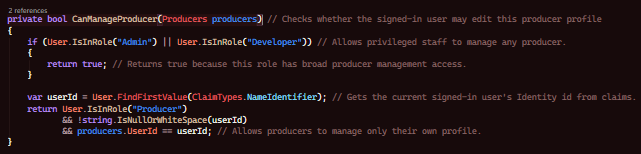 2 references
private bool CanManageProducer(Producers producers) // Checks whether the signed-in user may edit this producer profile
{
if (User.IsInRole("Admin") || User.IsInRole("Developer")) // Allows privileged staff to manage any producer.
{
return true; // Returns true because this role has broad producer management access.
}
var userId = User.FindFirstValue(ClaimTypes.NameIdentifier); // Gets the current signed-in user's Identity id from claims.
return User.IsInRole("Producer")
&& !string.IsNullOrWhiteSpace(userId)
&& producers.UserId == userId; // Allows producers to manage only their own profile.
}